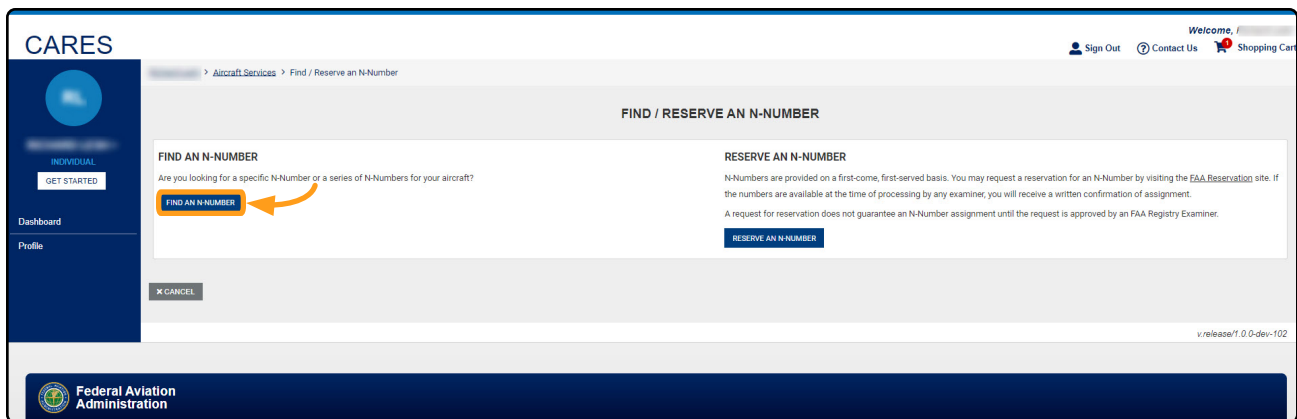 Welcome,
CARES
Sign Out
Contact Us
1
Shopping Cart
> Aircraft Services > Find / Reserve an N-Number
FIND / RESERVE AN N-NUMBER
INDIVIDUAL
GET STARTED
Dashboard
Profile
FIND AN N-NUMBER
Are you looking for a specific N-Number or a series of N-Numbers for your aircraft?
FIND AN N-NUMBER
RESERVE AN N-NUMBER
N-Numbers are provided on a first-come, first-served basis. You may request a reservation for an N-Number by visiting the FAA Reservation site. If
the numbers are available at the time of processing by any examiner, you will receive a written confirmation of assignment.
A request for reservation does not guarantee an N-Number assignment until the request is approved by an FAA Registry Examiner.
RESERVE AN N-NUMBER
× CANCEL
v.release/1.0.0-dev-102
Federal Aviation
Administration